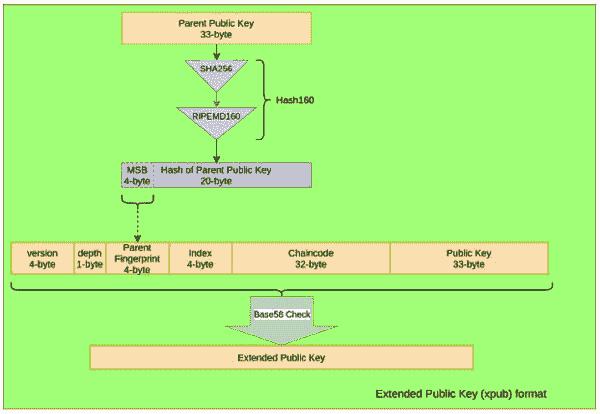 Parent Public Key
33-byte
SHA256
Hash160
RIPEMD160
MSB
4-byte
Hash of Parent Public Key
20-byte
version
4-byte
depth
1-byte
Parent
Fingerprint
4-byte
Index
4-byte
Chaincode
32-byte
Public Key
33-byte
Base58 Check
Extended Public Key
Extended Public Key (xpub) format